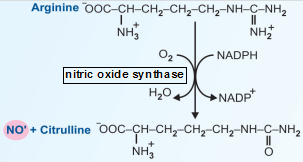 Arginine ⁻OOC–CH–CH₂–CH₂–CH₂–NH–C–NH₂
NH₃⁺ NH₂⁺
O₂ NADPH
nitric oxide synthase
H₂O NADP⁺
NO• + Citrulline ⁻OOC–CH–CH₂–CH₂–CH₂–NH–C–NH₂
NH₃⁺ O